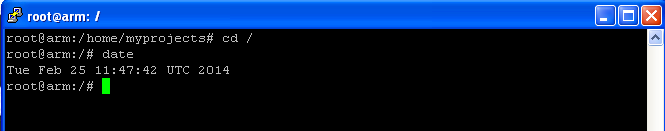 root@arm: /
root@arm:/home/myprojects# cd /
root@arm:/# date
Tue Feb 25 11:47:42 UTC 2014
root@arm:/#